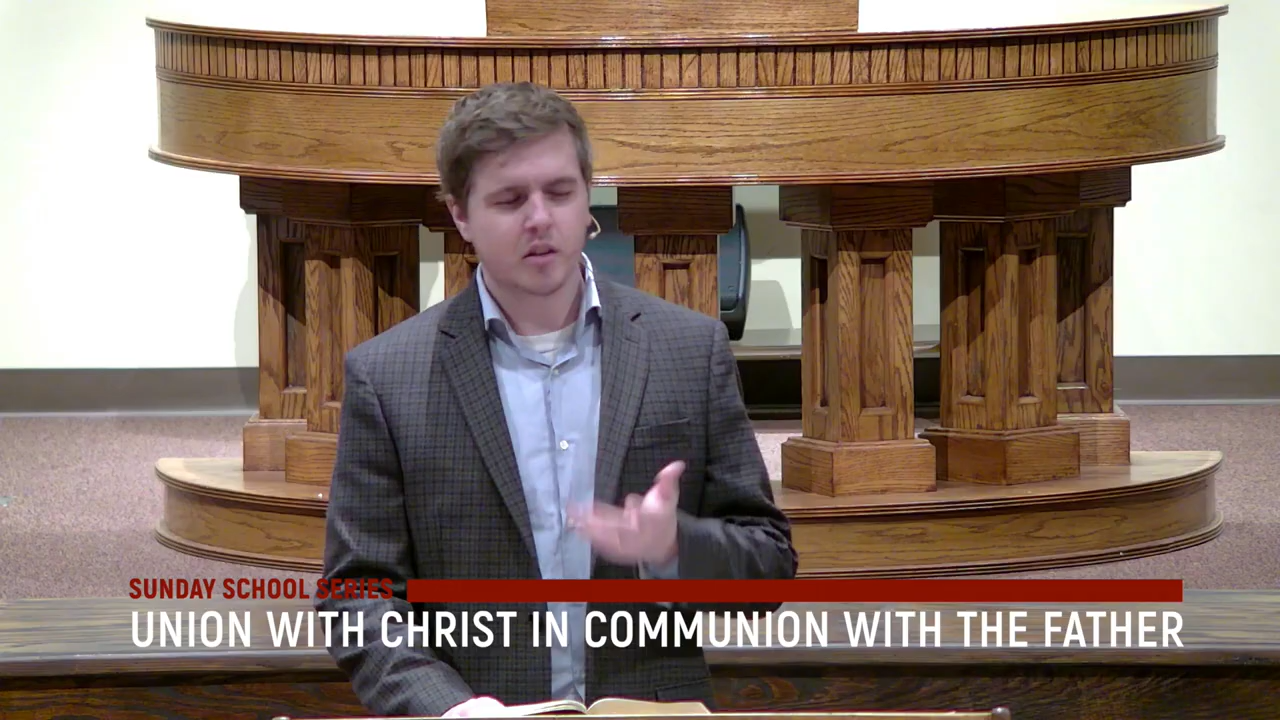 SUNDAY SCHOOL SERIES
UNION WITH CHRIST IN COMMUNION WITH THE FATHER